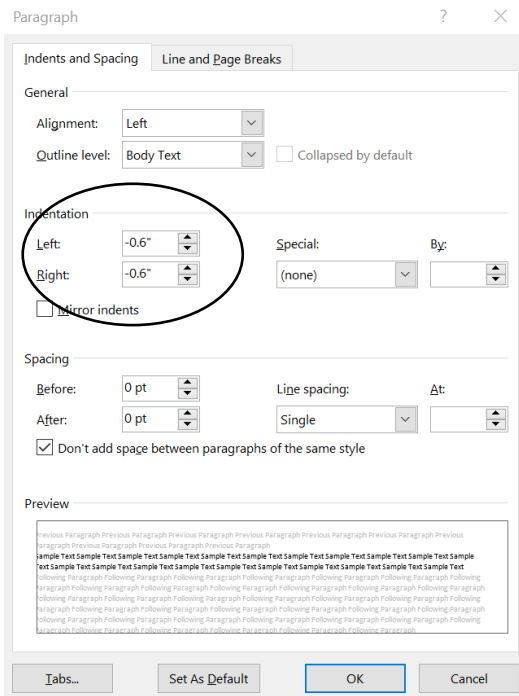 Paragraph ?
Indents and Spacing Line and Page Breaks
General
Alignment: Left
Outline level: Body Text Collapsed by default
Indentation
Left: -0.6" Special: By:
Right: -0.6" (none)
Mirror indents
Spacing
Before: 0 pt Line spacing: At:
After: 0 pt Single
Don't add space between paragraphs of the same style
Preview
Previous Paragraph Previous Paragraph Previous Paragraph Previous Paragraph Previous Paragraph Previous
Paragraph Previous Paragraph Previous Paragraph Previous Paragraph
Sample Text Sample Text Sample Text Sample Text Sample Text Sample Text Sample Text Sample Text Sample Text Sample Text Sample
Text Sample Text Sample Text Sample Text Sample Text Sample Text Sample Text Sample Text Sample Text Sample Text Sample Text
Following Paragraph Following Paragraph Following Paragraph Following Paragraph Following Paragraph Following
Paragraph Following Paragraph Following Paragraph Following Paragraph Following Paragraph Following Paragraph
Following Paragraph Following Paragraph Following Paragraph Following Paragraph Following Paragraph Following
Paragraph Following Paragraph Following Paragraph Following Paragraph Following Paragraph Following Paragraph
Following Paragraph Following Paragraph Following Paragraph Following Paragraph Following Paragraph Following
Paragraph Following Paragraph Following Paragraph Following Paragraph
Tabs... Set As Default OK Cancel